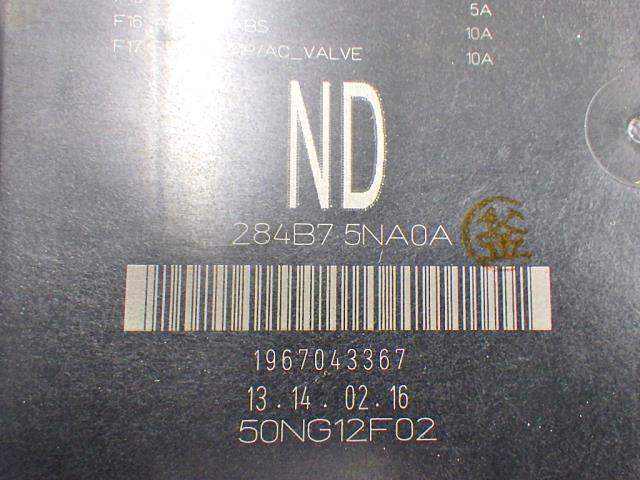 5A
F16 ABS 10A
F17 /AC_VALVE 10A
ND
284B7 5NA0A
1967043367
13.14.02.16
50NG12F02